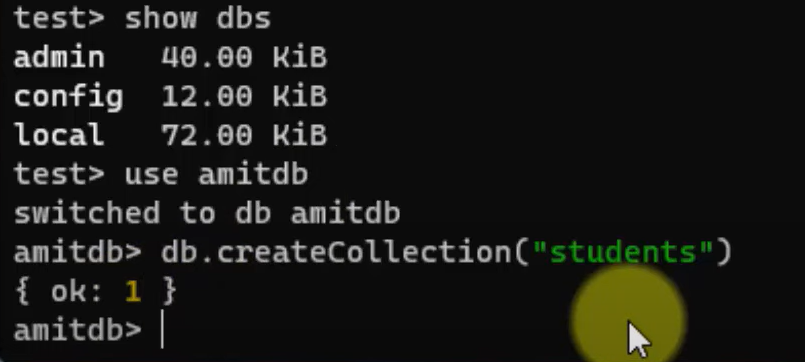 test> show dbs
admin   40.00 KiB
config  12.00 KiB
local   72.00 KiB
test> use amitdb
switched to db amitdb
amitdb> db.createCollection("students")
{ ok: 1 }
amitdb>